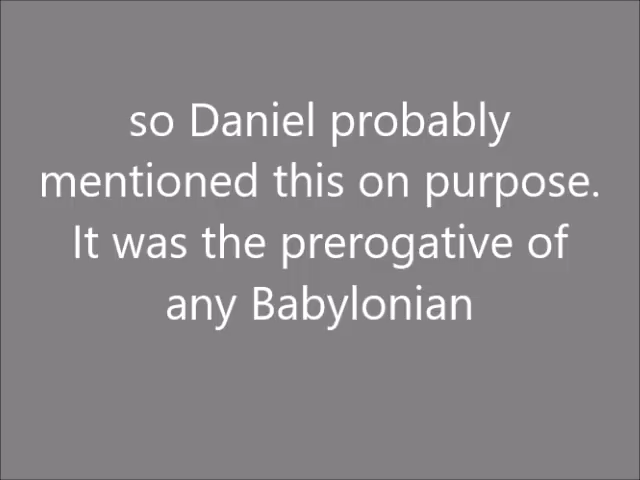 so Daniel probably
mentioned this on purpose.
It was the prerogative of
any Babylonian